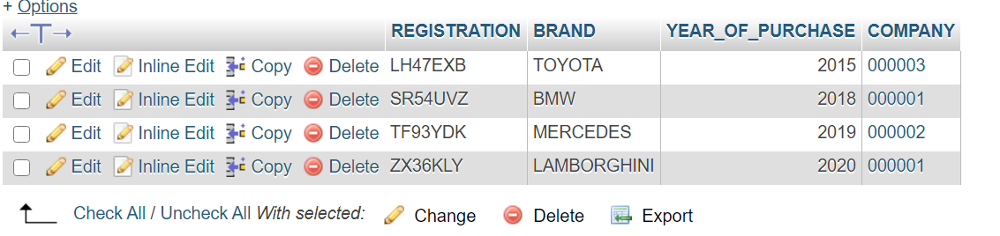 + Options
←T→ REGISTRATION BRAND YEAR_OF_PURCHASE COMPANY
Edit Inline Edit Copy Delete LH47EXB TOYOTA 2015 000003
Edit Inline Edit Copy Delete SR54UVZ BMW 2018 000001
Edit Inline Edit Copy Delete TF93YDK MERCEDES 2019 000002
Edit Inline Edit Copy Delete ZX36KLY LAMBORGHINI 2020 000001
Check All / Uncheck All With selected: Change Delete Export